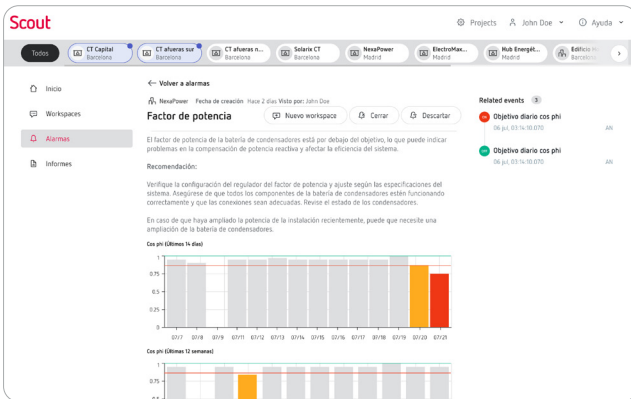 Scout
Projects
John Doe
Ayuda
Todos
CT Capital
Barcelona
CT afueras sur
Barcelona
CT afueras n...
Barcelona
Solarix CT
Barcelona
NexaPower
Madrid
ElectroMax...
Madrid
Hub Energét...
Madrid
Edificio
Inicio
Workspaces
Alarmas
Informes
← Volver a alarmas
NexaPower Fecha de creación Hace 2 días Visto por: John Doe
Factor de potencia
Nuevo workspace
Cerrar
Descartar
El factor de potencia de la batería de condensadores está por debajo del objetivo, lo que puede indicar
problemas en la compensación de potencia reactiva y afectar la eficiencia del sistema.
Recomendación:
Verifique la configuración del regulador del factor de potencia y ajuste según las especificaciones del
sistema. Asegúrese de que todos los componentes de la batería de condensadores estén funcionando
correctamente y que las conexiones sean adecuadas. Revise el estado de los condensadores.
En caso de que haya ampliado la potencia de la instalación recientemente, puede que necesite una
ampliación de la batería de condensadores.
Cos phi (Últimos 14 días)
1
0.75
0.5
0.25
0
07/7 07/8 07/9 07/11 07/12 07/13 07/14 07/15 07/16 07/17 07/18 07/19 07/20 07/21
Cos phi (Últimas 12 semanas)
1
0.75
0.5
Related events 3
Objetivo diario cos phi
06 jul, 03:14:10.070 AN
Objetivo diario cos phi
06 jul, 03:14:10.070 AN